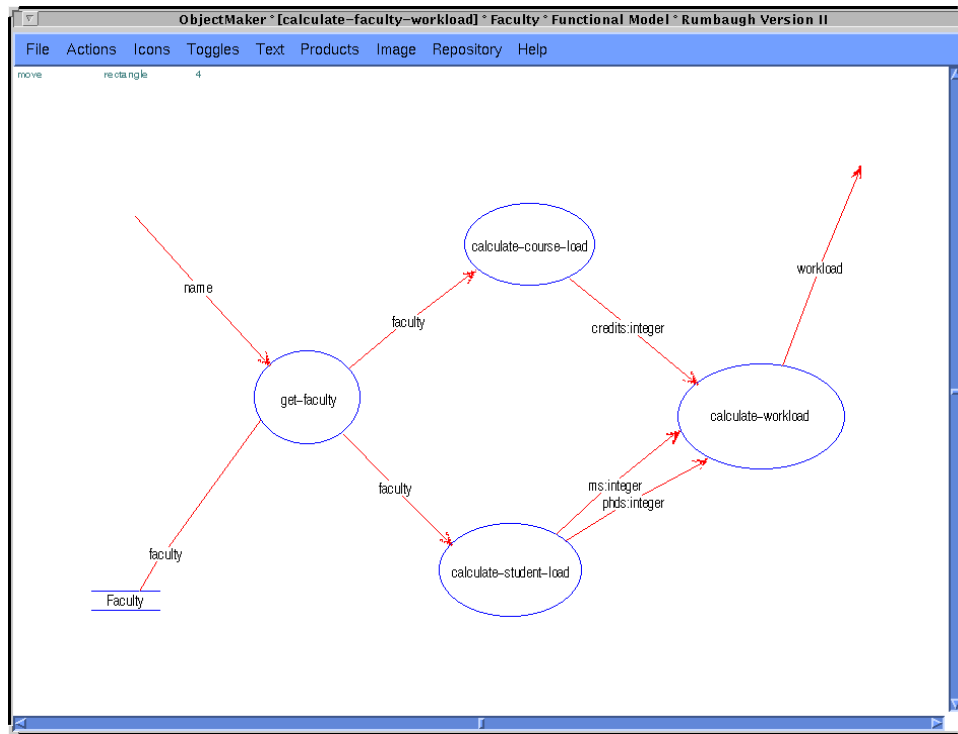 ObjectMaker * [calculate-faculty-workload] * Faculty * Functional Model * Rumbaugh Version II
File Actions Icons Toggles Text Products Image Repository Help
move rectangle 4
calculate-course-load
workload
name
faculty
credits:integer
get-faculty
calculate-workload
faculty
ms:integer
phds:integer
faculty
calculate-student-load
Faculty